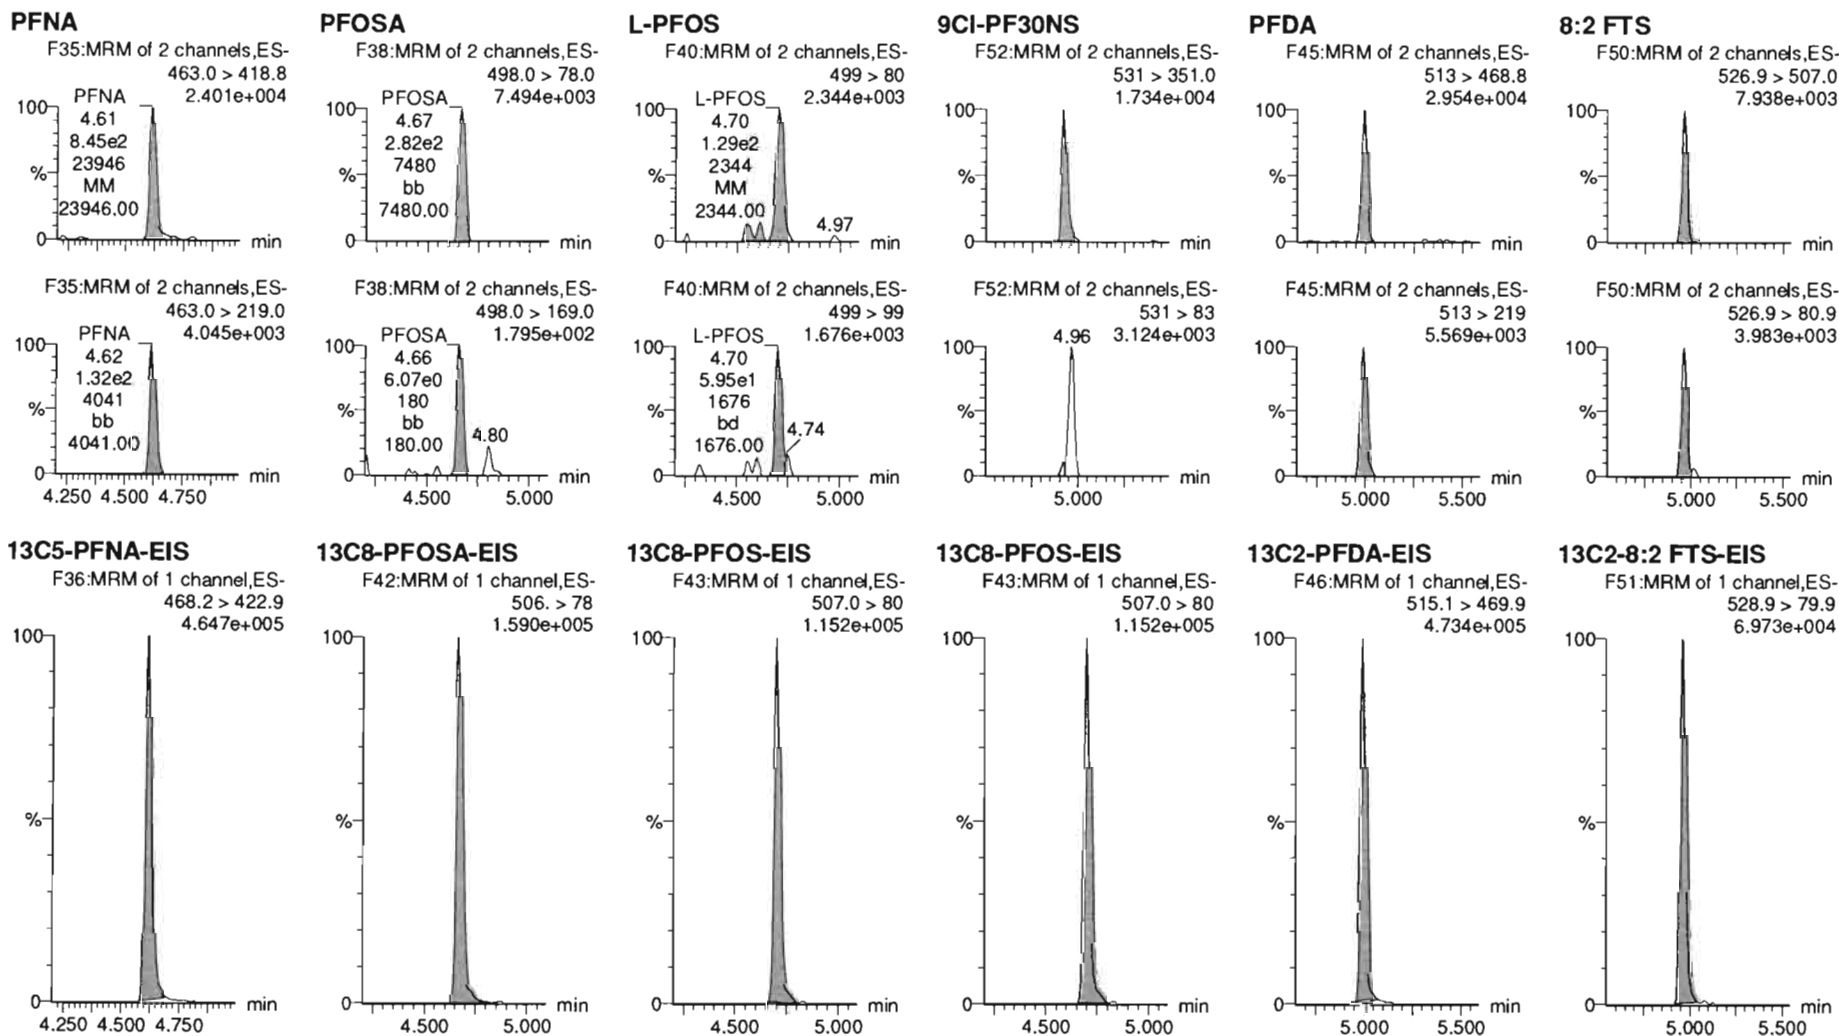 PFNA
F35:MRM of 2 channels,ES-
463.0 > 418.8
2.401e+004
100
PFNA
4.61
8.45e2
23946
MM
23946.00
%
0
min
F35:MRM of 2 channels,ES-
463.0 > 219.0
4.045e+003
100
PFNA
4.62
1.32e2
4041
bb
4041.00
%
0
min
4.250 4.500 4.750
PFOSA
F38:MRM of 2 channels,ES-
498.0 > 78.0
7.494e+003
100
PFOSA
4.67
2.82e2
7480
bb
7480.00
%
0
min
F38:MRM of 2 channels,ES-
498.0 > 169.0
1.795e+002
100
PFOSA
4.66
6.07e0
180
bb
180.00
4.80
%
0
min
4.500 5.000
L-PFOS
F40:MRM of 2 channels,ES-
499 > 80
2.344e+003
100
L-PFOS
4.70
1.29e2
2344
MM
2344.00
4.97
%
0
min
F40:MRM of 2 channels,ES-
499 > 99
1.676e+003
100
L-PFOS
4.70
5.95e1
1676
bd
1676.00
4.74
%
0
min
4.500 5.000
9Cl-PF30NS
F52:MRM of 2 channels,ES-
531 > 351.0
1.734e+004
100
%
0
min
F52:MRM of 2 channels,ES-
531 > 83
4.96 3.124e+003
100
%
0
min
5.000
PFDA
F45:MRM of 2 channels,ES-
513 > 468.8
2.954e+004
100
%
0
min
F45:MRM of 2 channels,ES-
513 > 219
5.569e+003
100
%
0
min
5.000 5.500
8:2 FTS
F50:MRM of 2 channels,ES-
526.9 > 507.0
7.938e+003
100
%
0
min
F50:MRM of 2 channels,ES-
526.9 > 80.9
3.983e+003
100
%
0
min
5.000 5.500
13C5-PFNA-EIS
F36:MRM of 1 channel,ES-
468.2 > 422.9
4.647e+005
100
%
0
min
4.250 4.500 4.750
13C8-PFOSA-EIS
F42:MRM of 1 channel,ES-
506. > 78
1.590e+005
100
%
0
min
4.500 5.000
13C8-PFOS-EIS
F43:MRM of 1 channel,ES-
507.0 > 80
1.152e+005
100
%
0
min
4.500 5.000
13C8-PFOS-EIS
F43:MRM of 1 channel,ES-
507.0 > 80
1.152e+005
100
%
0
min
4.500 5.000
13C2-PFDA-EIS
F46:MRM of 1 channel,ES-
515.1 > 469.9
4.734e+005
100
%
0
min
5.000 5.500
13C2-8:2 FTS-EIS
F51:MRM of 1 channel,ES-
528.9 > 79.9
6.973e+004
100
%
0
min
5.000 5.500